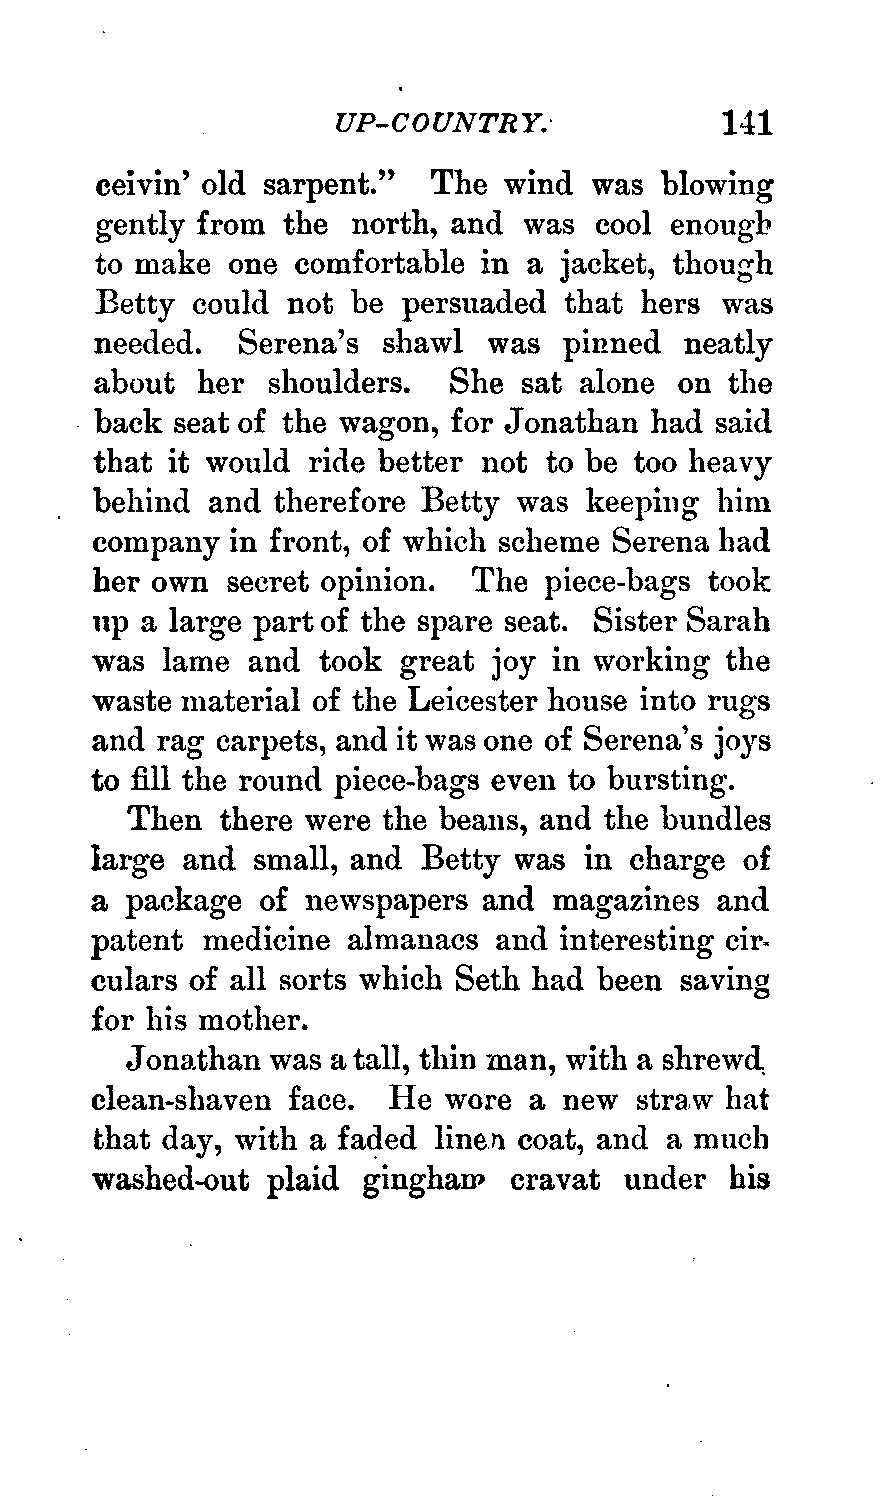 UP-COUNTRY. 141
ceivin' old sarpent." The wind was blowing
gently from the north, and was cool enough
to make one comfortable in a jacket, though
Betty could not be persuaded that hers was
needed. Serena's shawl was pinned neatly
about her shoulders. She sat alone on the
back seat of the wagon, for Jonathan had said
that it would ride better not to be too heavy
behind and therefore Betty was keeping him
company in front, of which scheme Serena had
her own secret opinion. The piece-bags took
up a large part of the spare seat. Sister Sarah
was lame and took great joy in working the
waste material of the Leicester house into rugs
and rag carpets, and it was one of Serena's joys
to fill the round piece-bags even to bursting.
Then there were the beans, and the bundles
large and small, and Betty was in charge of
a package of newspapers and magazines and
patent medicine almanacs and interesting cir-
culars of all sorts which Seth had been saving
for his mother.
Jonathan was a tall, thin man, with a shrewd,
clean-shaven face. He wore a new straw hat
that day, with a faded linen coat, and a much
washed-out plaid gingham cravat under his